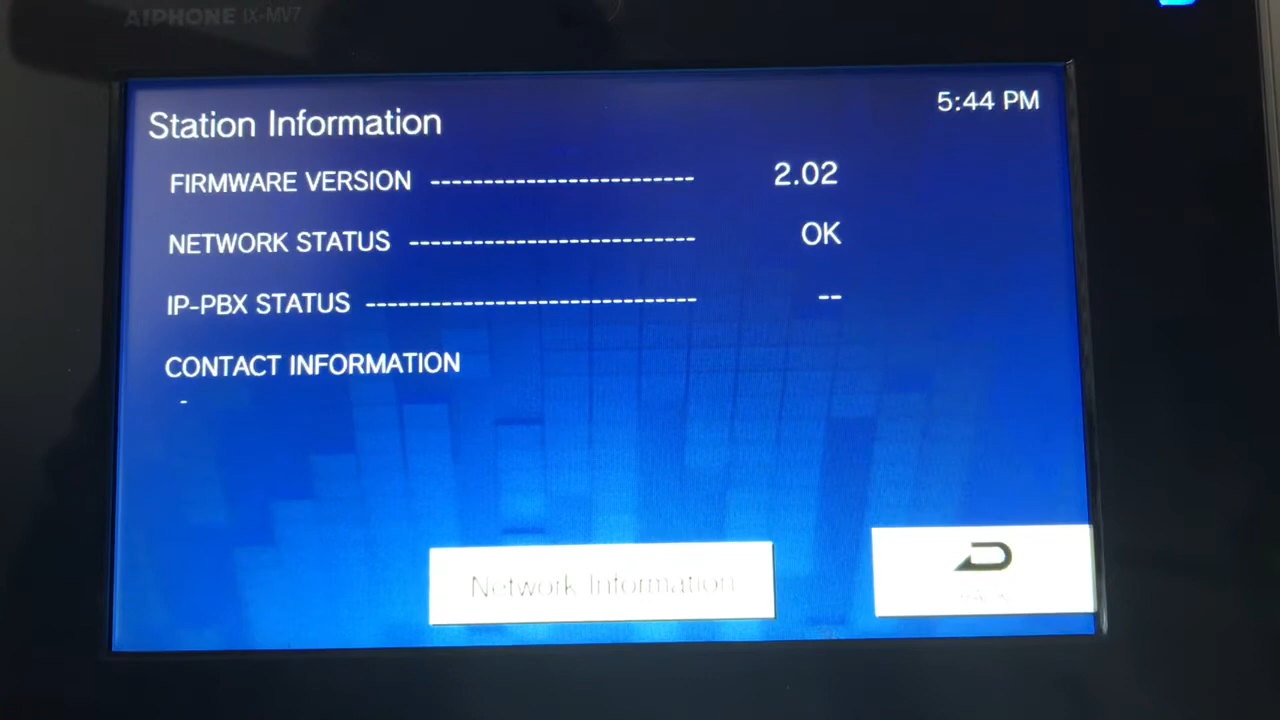 AIPHONE IX-MV7
5:44 PM
Station Information
FIRMWARE VERSION ------------------------- 2.02
NETWORK STATUS --------------------------- OK
IP-PBX STATUS ------------------------------- --
CONTACT INFORMATION
-
Network Information
BACK